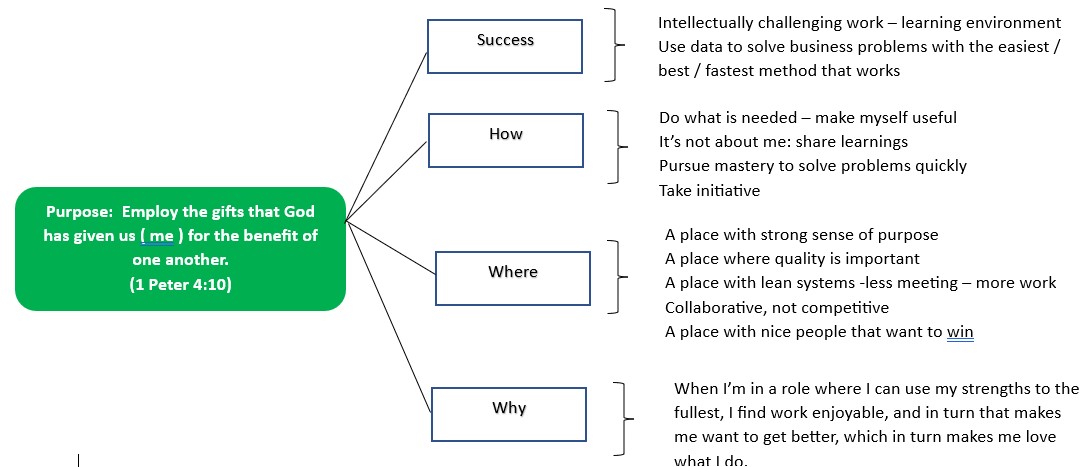 Success
Intellectually challenging work – learning environment
Use data to solve business problems with the easiest /
best / fastest method that works
How
Do what is needed – make myself useful
It’s not about me: share learnings
Pursue mastery to solve problems quickly
Take initiative
Purpose:  Employ the gifts that God
has given us ( me ) for the benefit of
one another.
(1 Peter 4:10)
Where
A place with strong sense of purpose
A place where quality is important
A place with lean systems -less meeting – more work
Collaborative, not competitive
A place with nice people that want to win
Why
When I’m in a role where I can use my strengths to the
fullest, I find work enjoyable, and in turn that makes
me want to get better, which in turn makes me love
what I do.